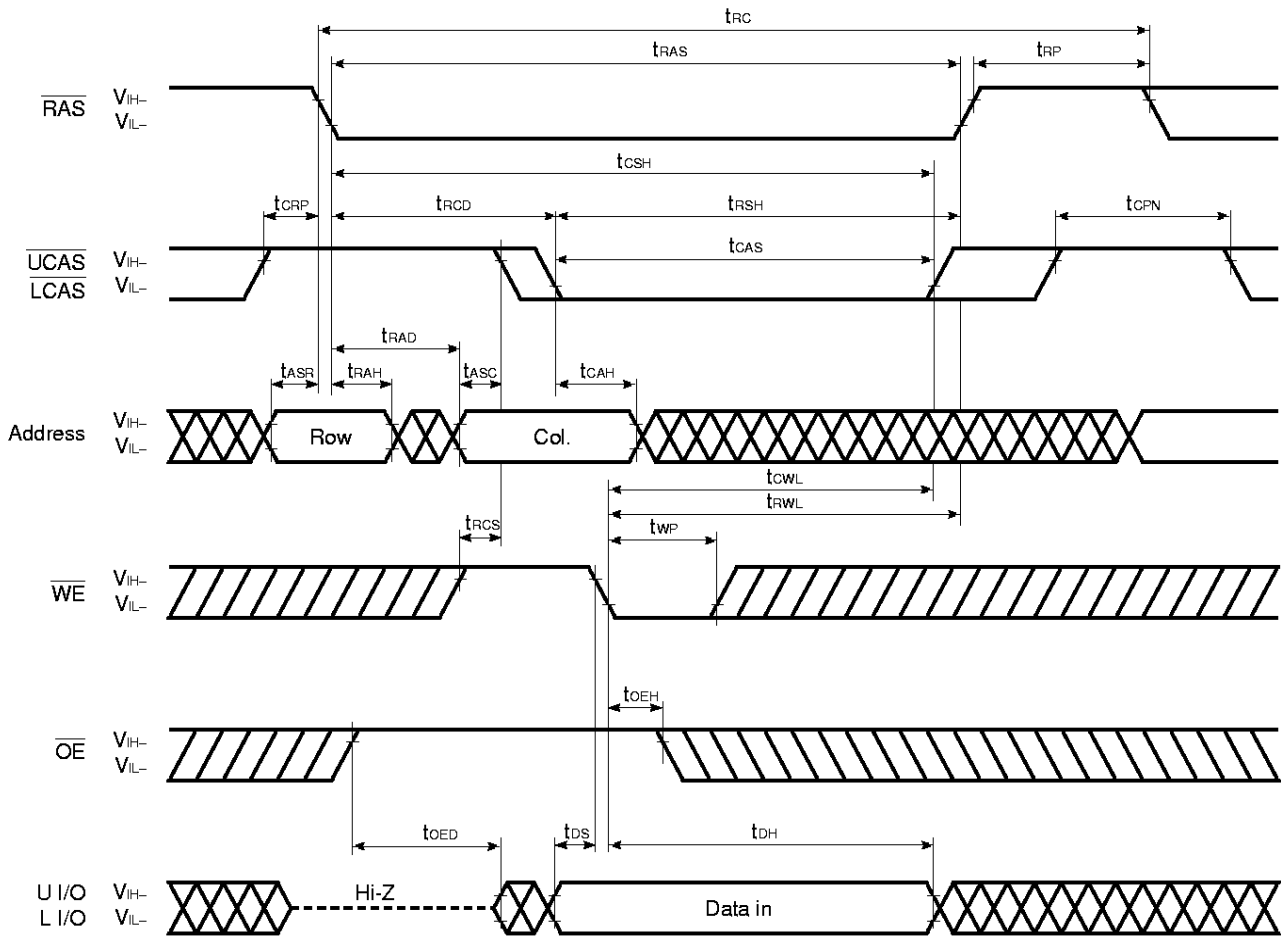 tRC
tRAS tRP
RAS VIH–
VIL–
tCSH
tCRP tRCD tRSH tCPN
UCAS VIH– tCAS
LCAS VIL–
tRAD
tASR tRAH tASC tCAH
Address VIH–
VIL– Row Col.
tCWL
tRWL
tRCS tWP
WE VIH–
VIL–
tOEH
OE VIH–
VIL–
tOED tDS tDH
U I/O VIH– Hi-Z
L I/O VIL– Data in